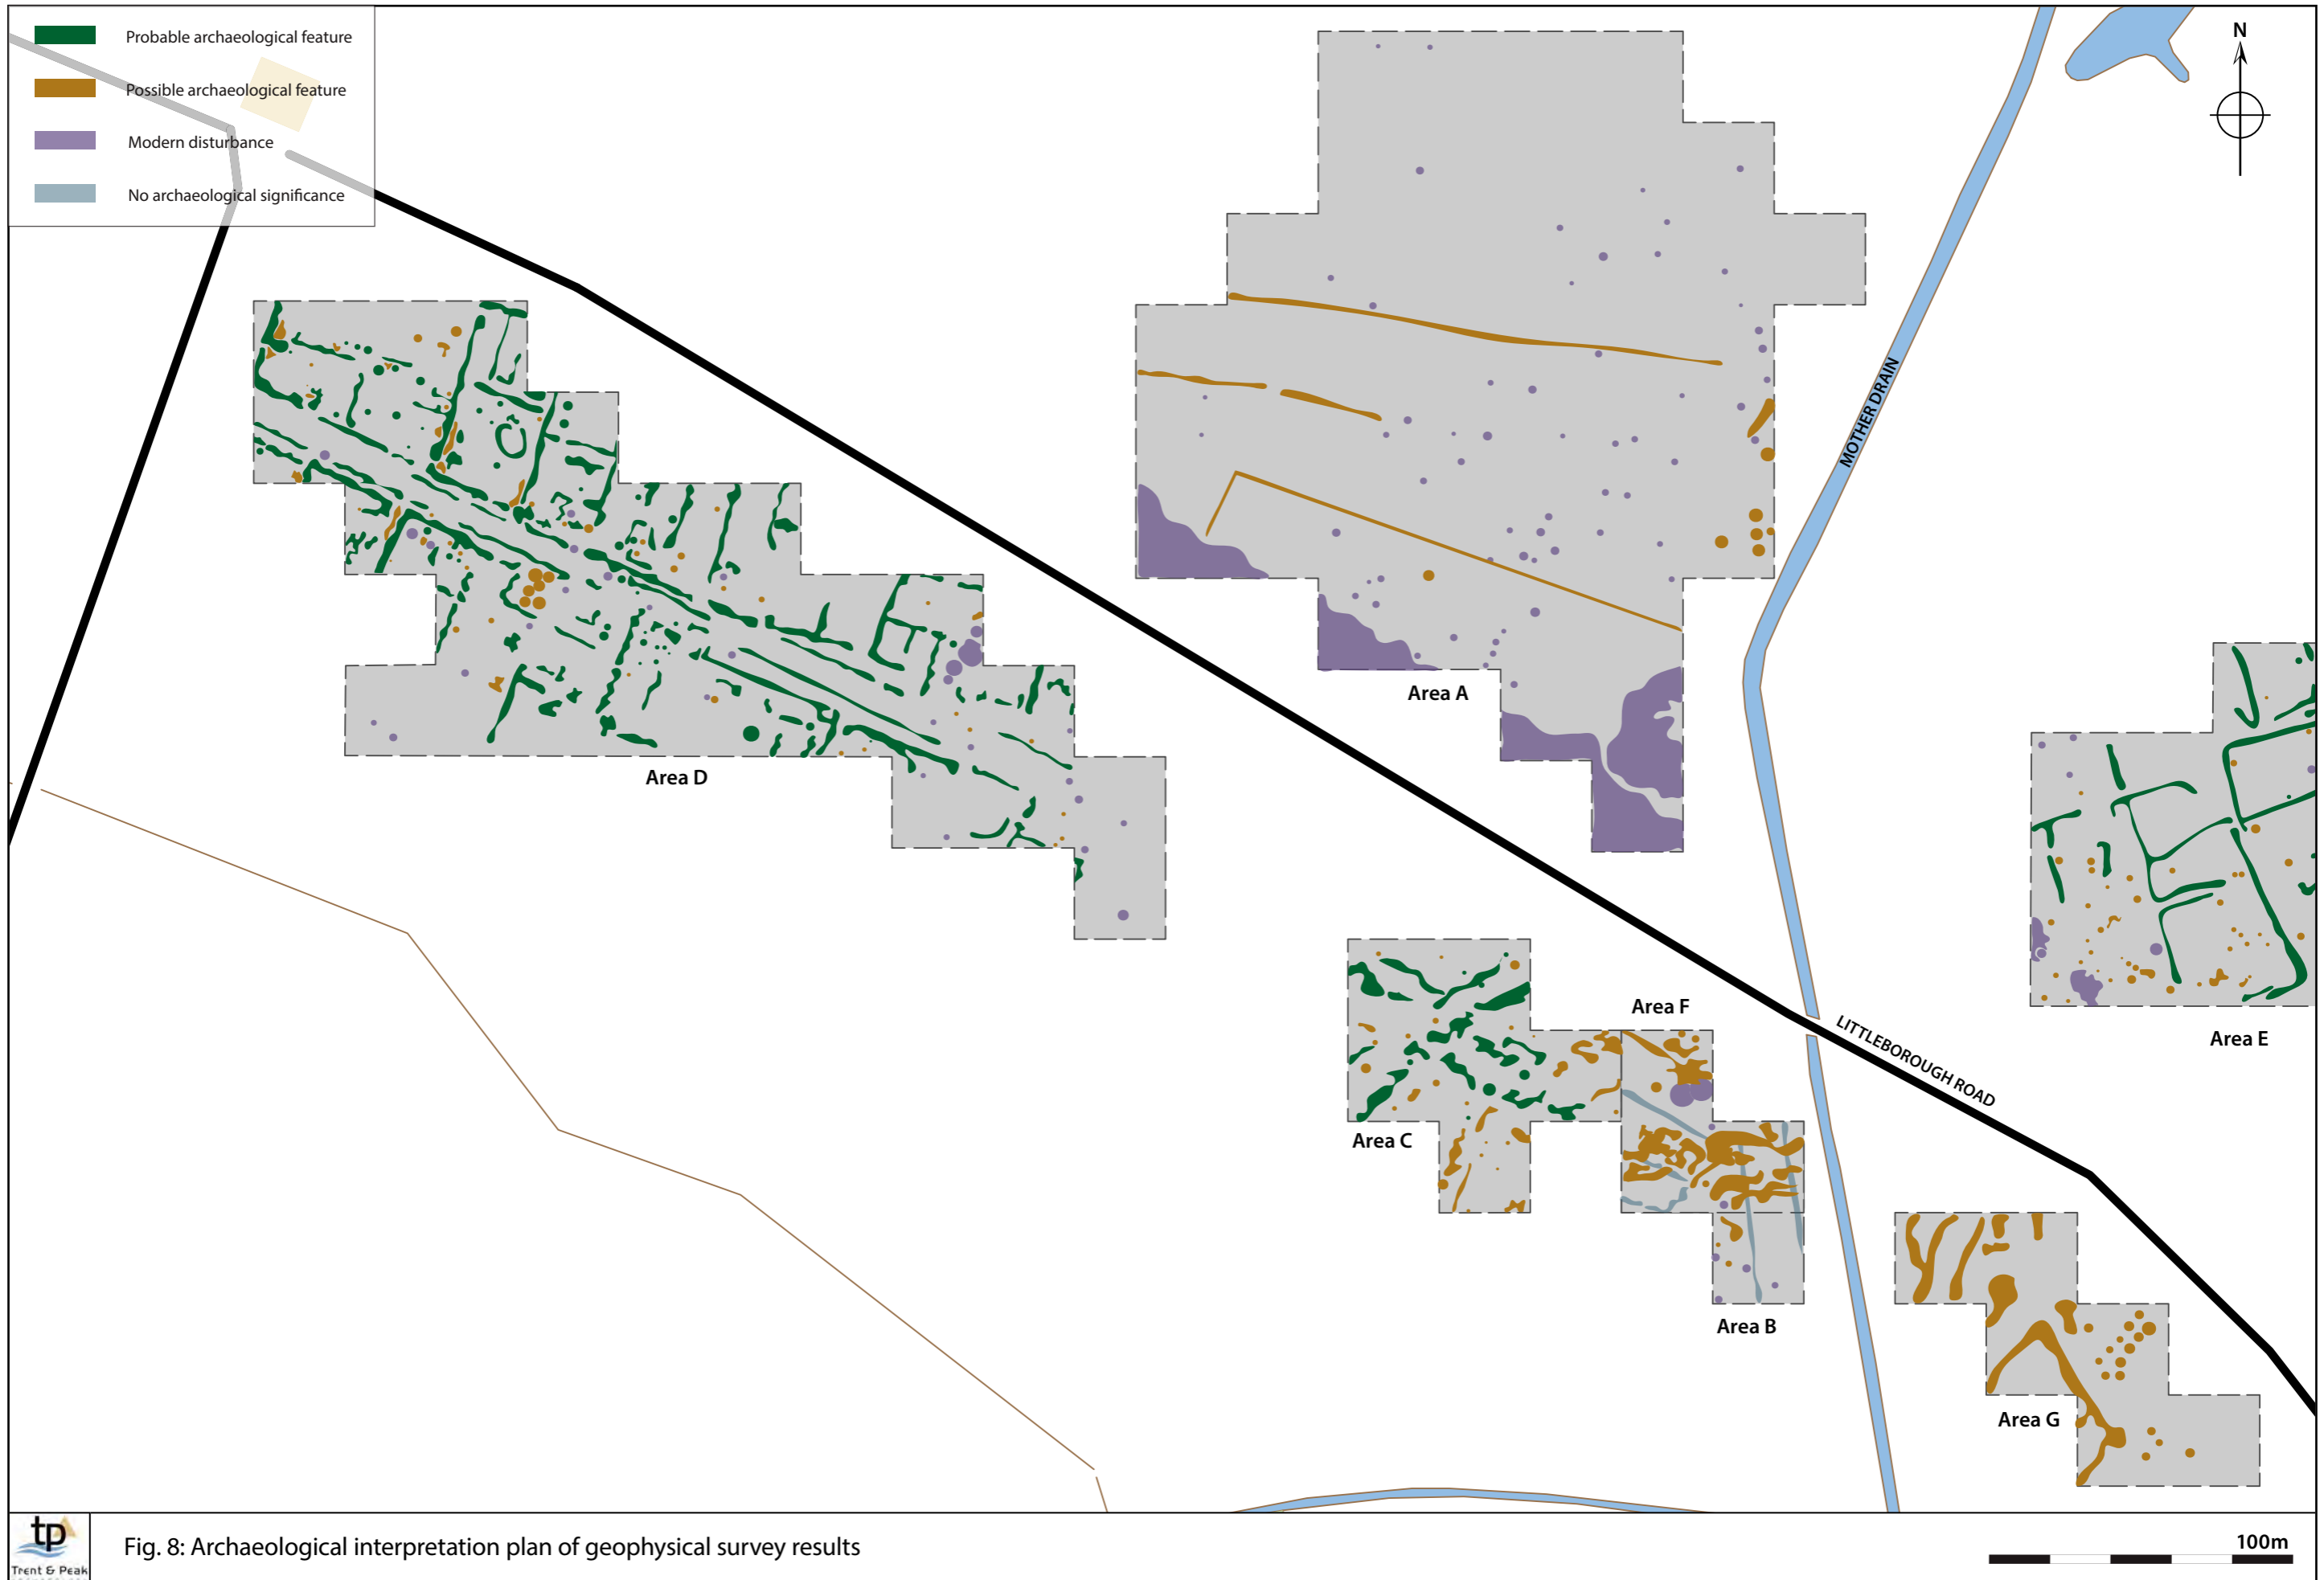 Probable archaeological feature
Possible archaeological feature
Modern disturbance
No archaeological significance
N
MOTHER DRAIN
Area A
Area D
Area F
LITTLEBOROUGH ROAD
Area E
Area C
Area B
Area G
tp
Trent & Peak
Fig. 8: Archaeological interpretation plan of geophysical survey results
100m